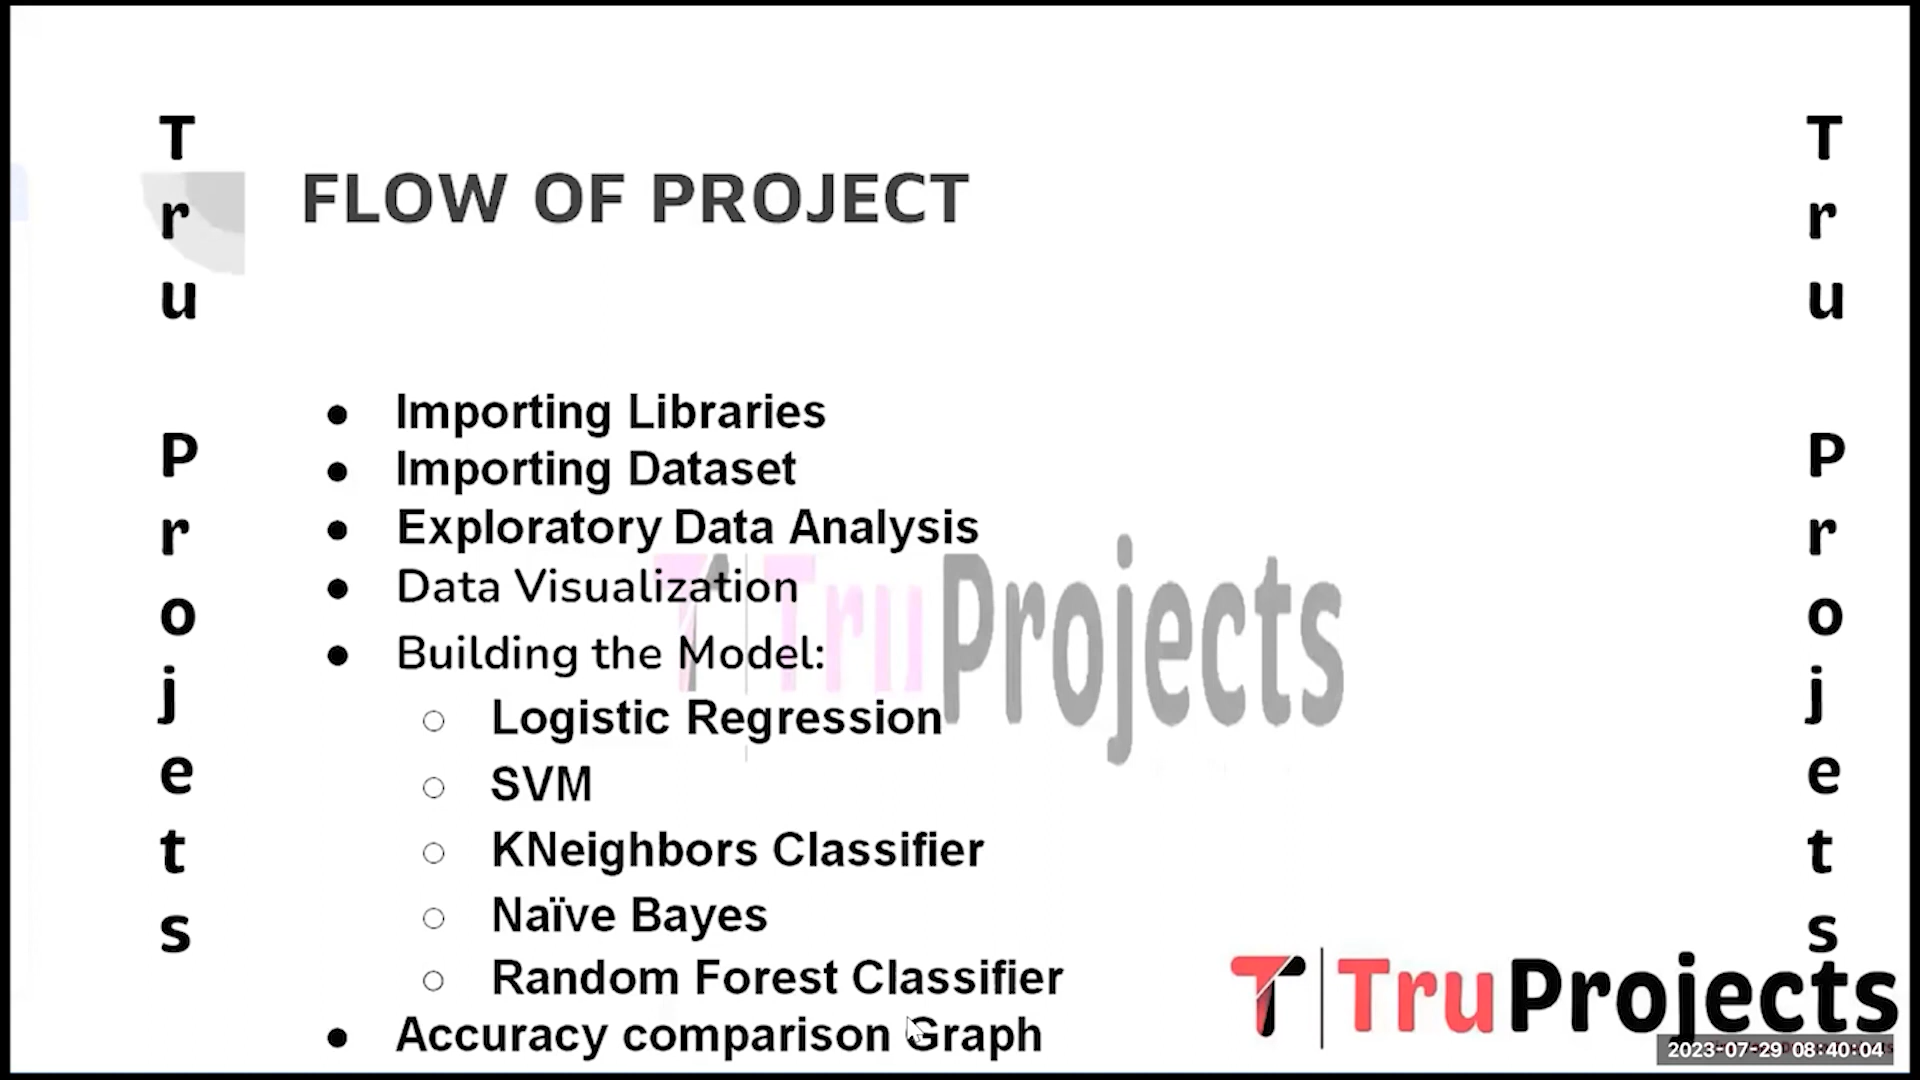 FLOW OF PROJECT
Tru Projets
Tru Projets
Importing Libraries
Importing Dataset
Exploratory Data Analysis
Data Visualization
Building the Model:
Logistic Regression
SVM
KNeighbors Classifier
Naïve Bayes
Random Forest Classifier
Accuracy comparison Graph
TruProjects
TruProjects
2023-07-29 08:40:04